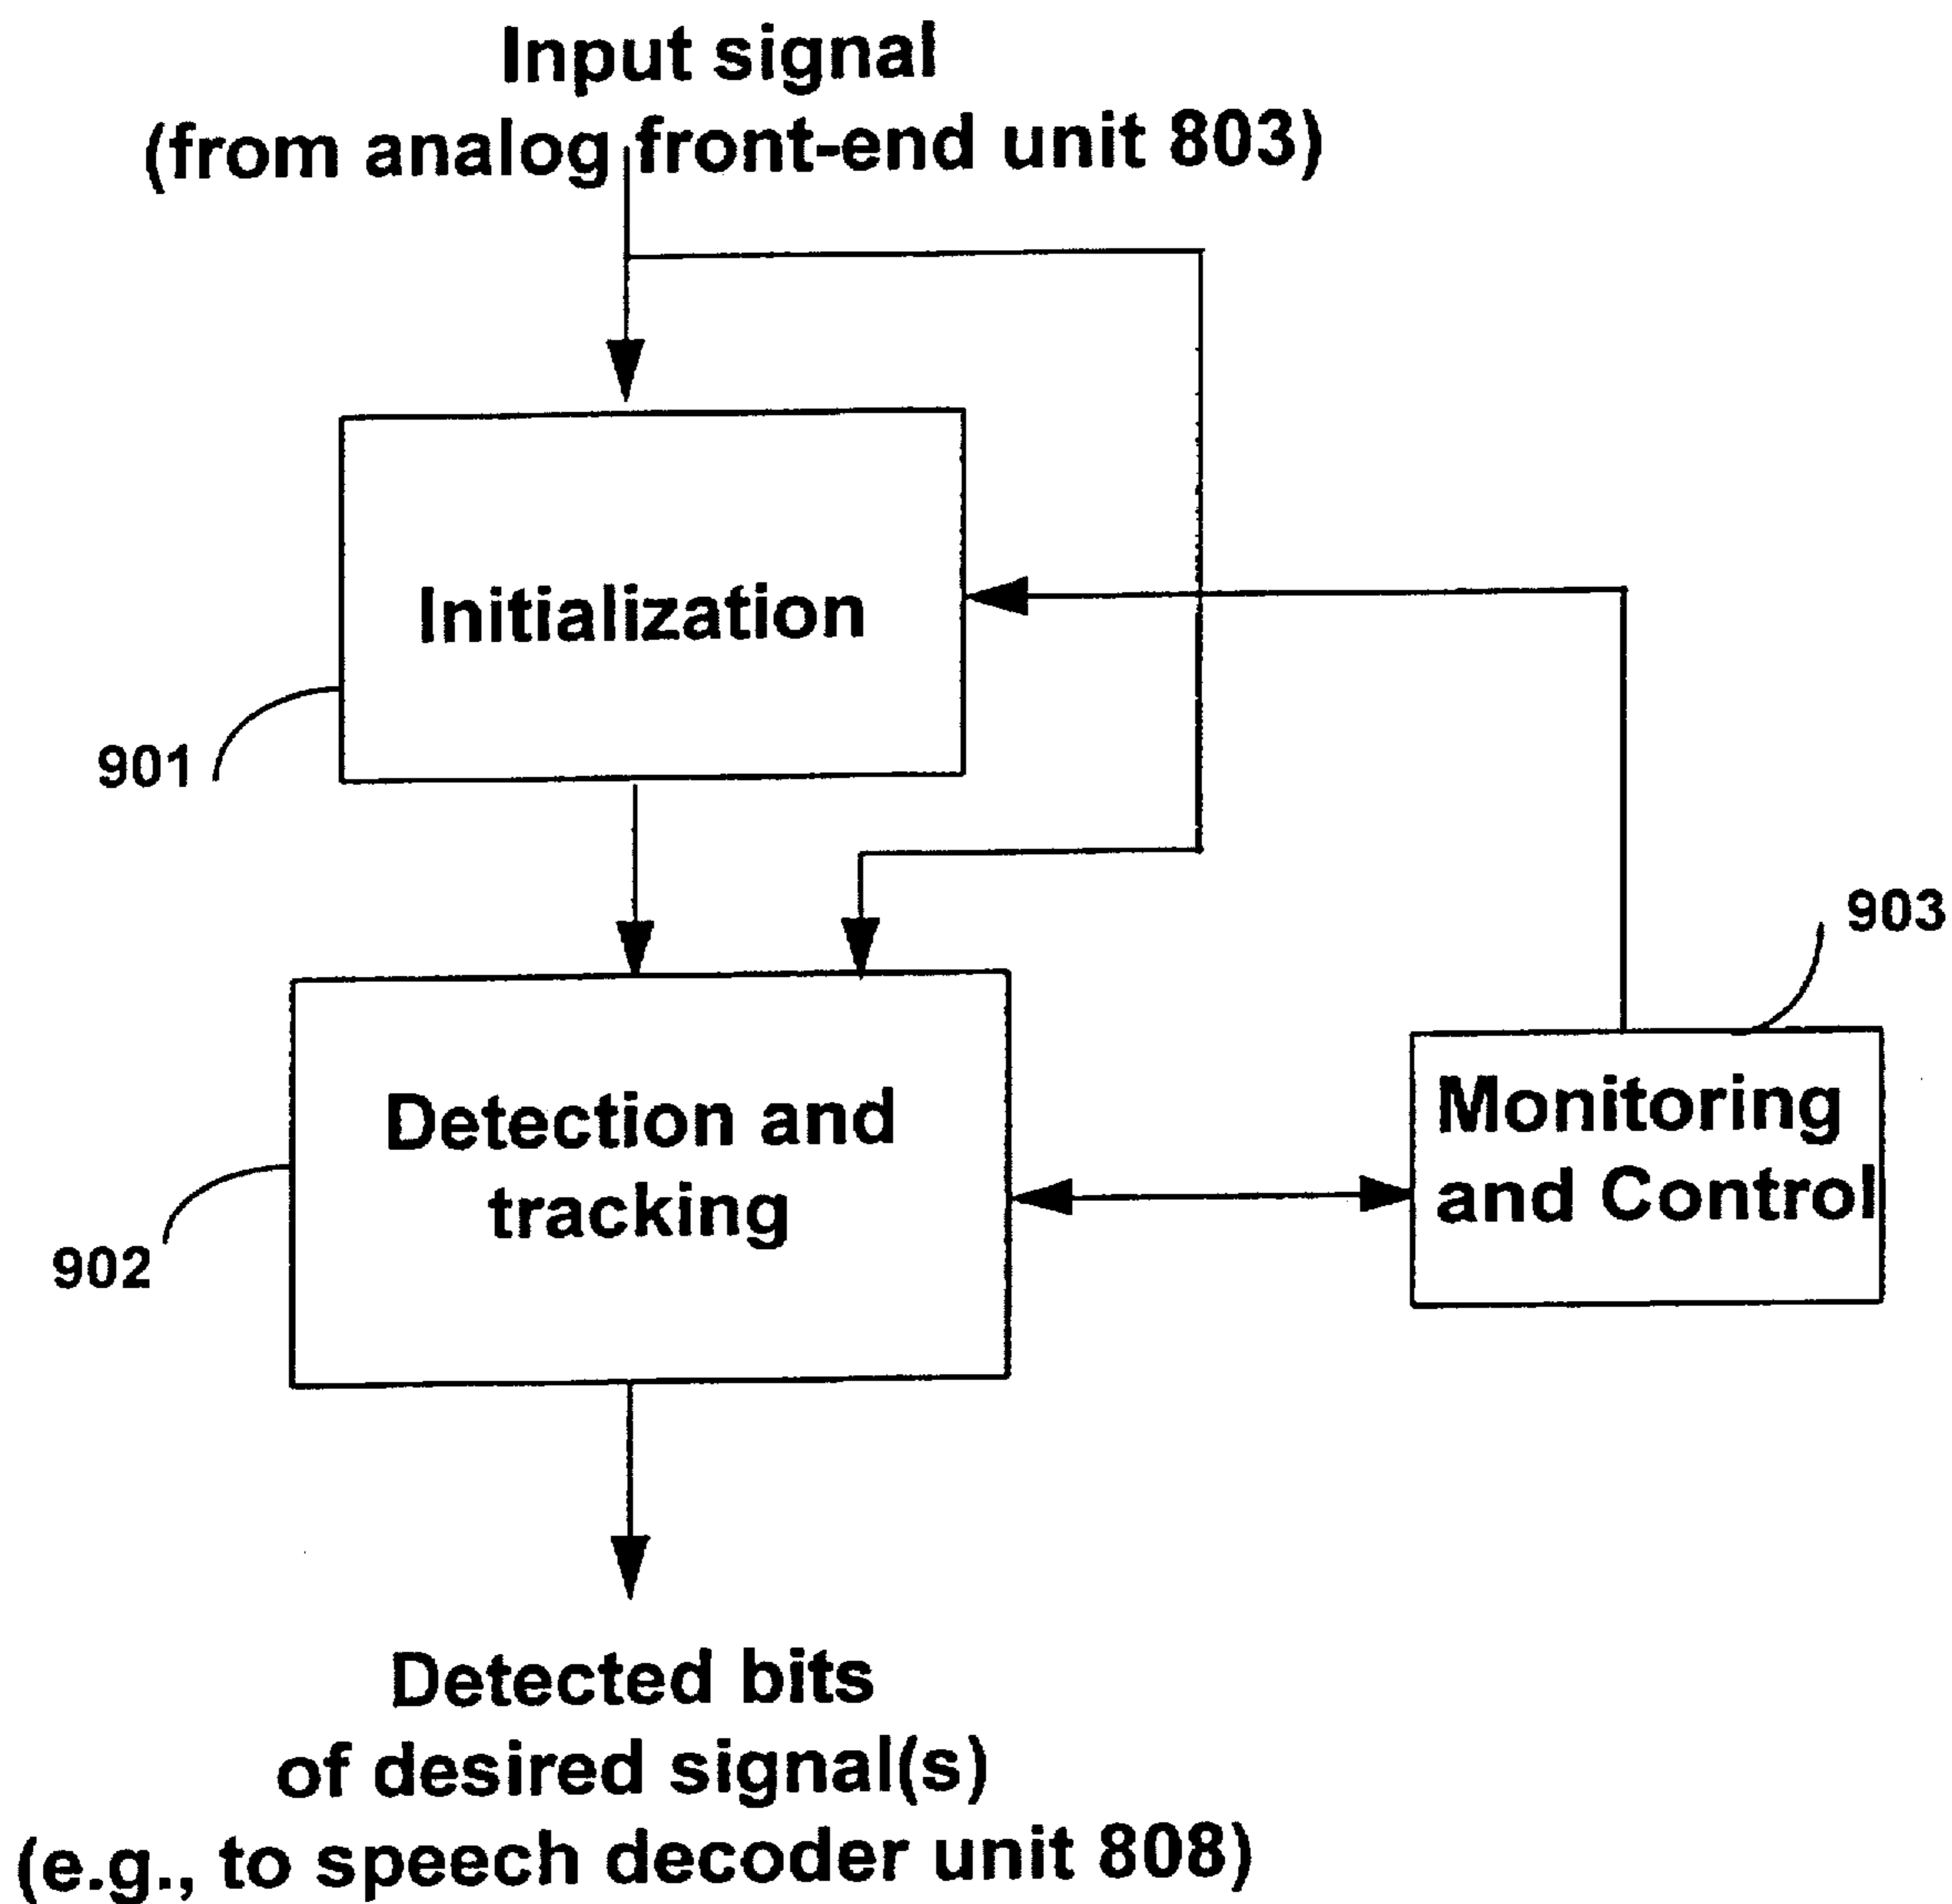 Input signal
(from analog front-end unit 803)
Initialization
901
903
Detection and
tracking
Monitoring
and Control
902
Detected bits
of desired signal(s)
(e.g., to speech decoder unit 808)